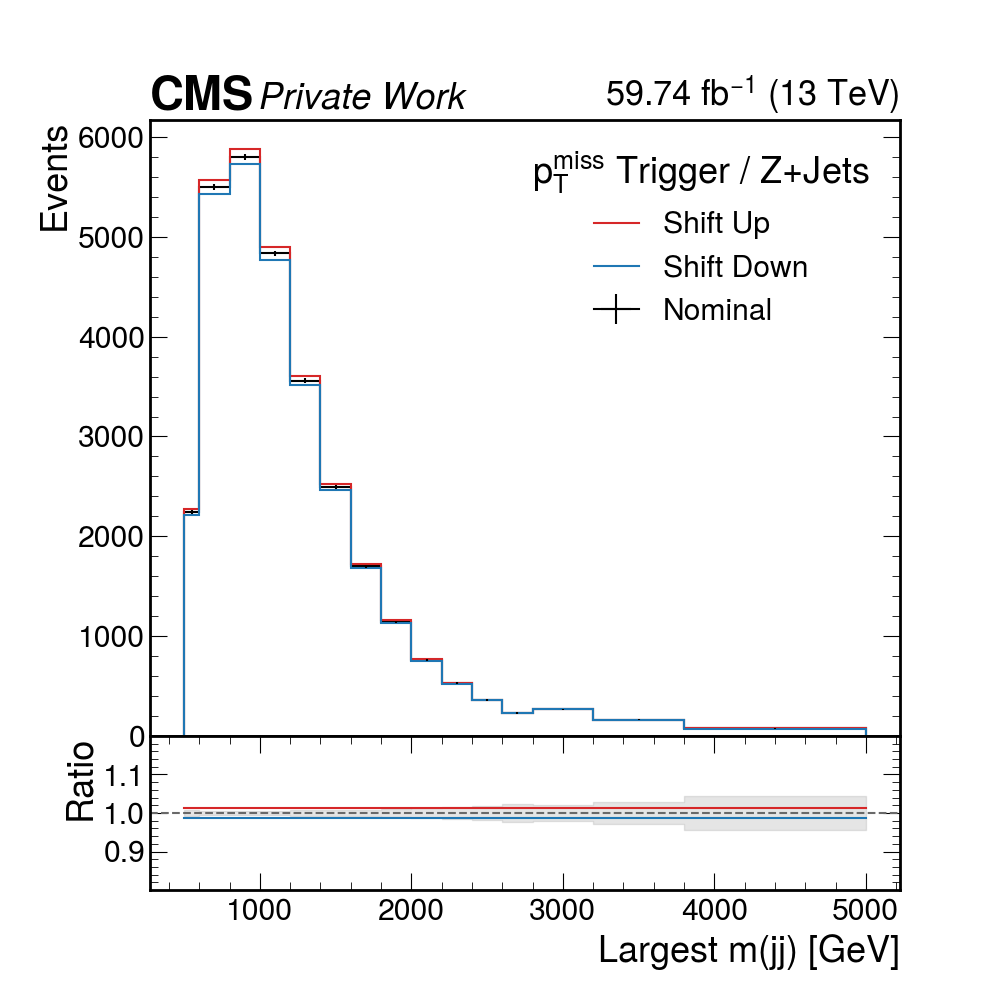 CMS Private Work 59.74 fb⁻¹ (13 TeV)
Events
6000
5000
4000
3000
2000
1000
0
p_T^miss Trigger / Z+Jets
Shift Up
Shift Down
Nominal
Ratio
1.1
1.0
0.9
1000 2000 3000 4000 5000
Largest m(jj) [GeV]